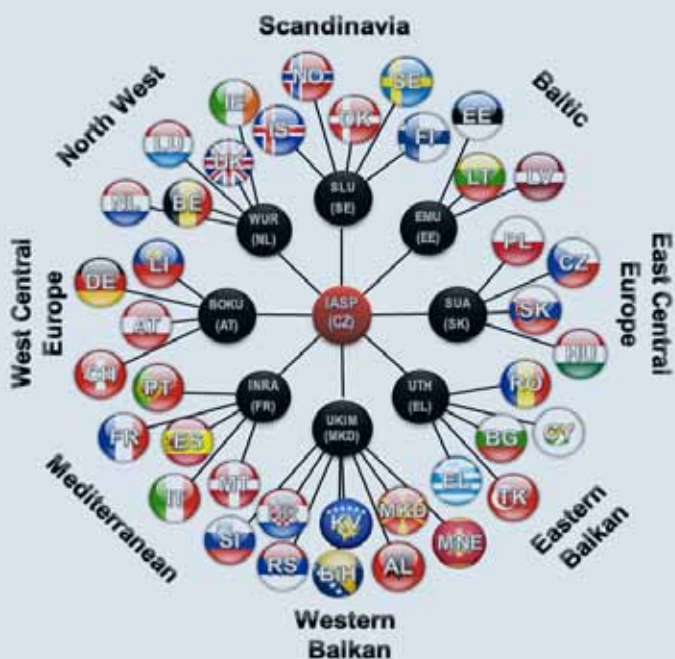 Scandinavia
North West
Baltic
West Central
Europe
East Central
Europe
Mediterranean
Eastern
Balkan
Western
Balkan
IASP
(CZ)
SLU
(SE)
NO
SE
IS
DK
FI
EMU
(EE)
EE
LT
LV
SUA
(SK)
PL
CZ
SK
HU
UTH
(EL)
RO
CY
BG
TK
EL
UKIM
(MKD)
SI
HR
RS
KV
BiH
MKD
AL
MNE
INRA
(FR)
PT
FR
ES
IT
MT
BOKU
(AT)
LI
DE
AT
CH
WUR
(NL)
IE
LU
UK
NL
BE